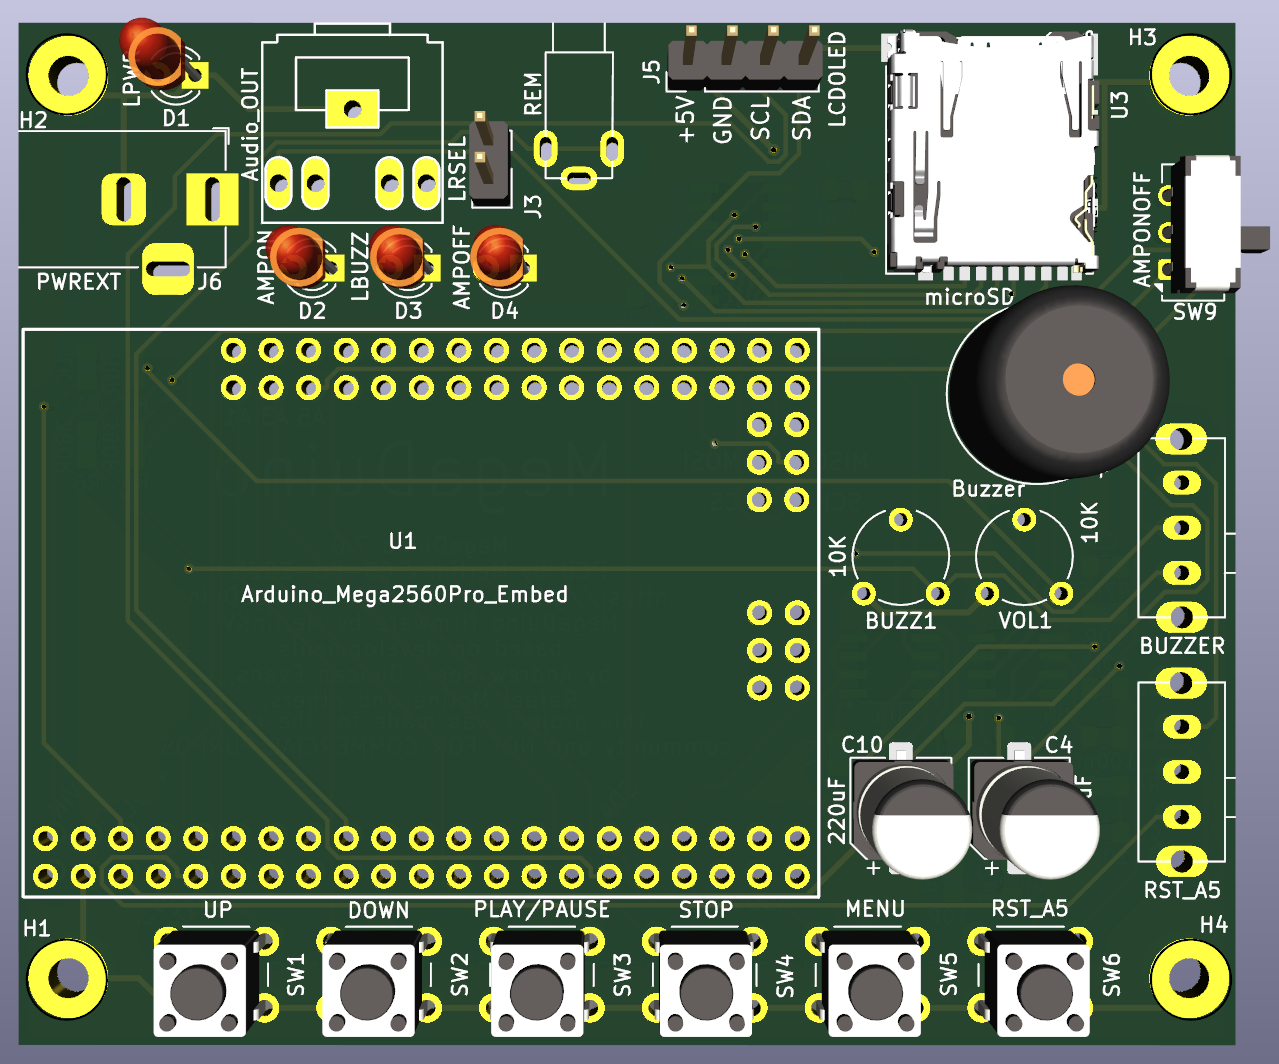 LPWR
D1
H2
Audio_OUT
LRSEL
J3
REM
J5
+5V
GND
SCL
SDA
LCDOLED
H3
U3
AMPONOFF
SW9
microSD
PWREXT
J6
AMPON
D2
LBUZZ
D3
AMPOFF
D4
Buzzer
10K
BUZZ1
10K
VOL1
BUZZER
U1
Arduino_Mega2560Pro_Embed
C10
220uF
+
C4
+
RST_A5
H1
UP
DOWN
PLAY/PAUSE
STOP
MENU
RST_A5
H4
SW1
SW2
SW3
SW4
SW5
SW6